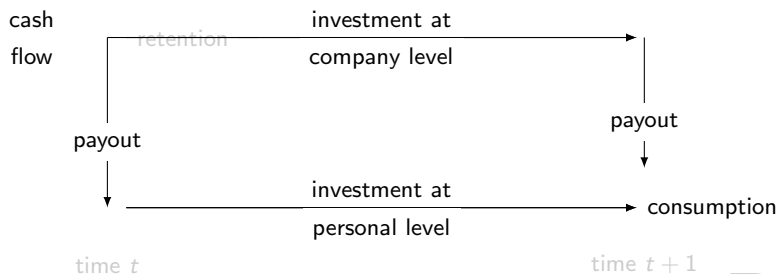 cash
flow
retention
investment at
company level
payout
payout
investment at
personal level
consumption
time t
time t + 1